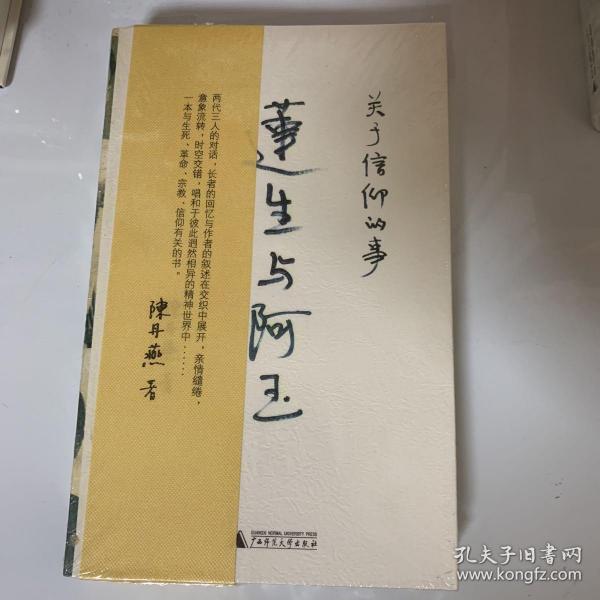 关于信仰的事
蓮生与阿玉
两代三人的对话，长者的回忆与作者的叙述在交织中展开，亲情缱绻，
意象流转，时空交错，唱和于彼此迥然相异的精神世界中……
一本与生死、革命、宗教、信仰有关的书。
陳丹燕 著
GUANGXI NORMAL UNIVERSITY PRESS
广西师范大学出版社
孔夫子旧书网
www.kongfz.com